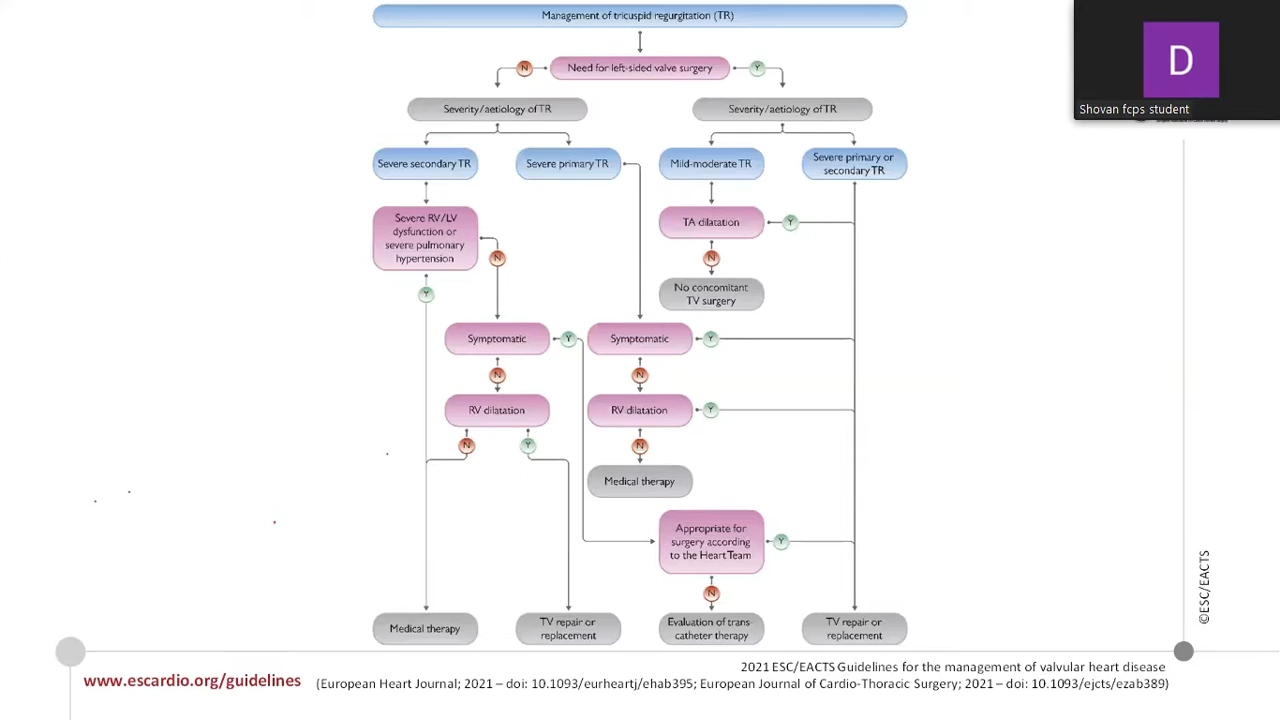 Management of tricuspid regurgitation (TR)
Need for left-sided valve surgery
N
Y
Severity/aetiology of TR
Severity/aetiology of TR
Severe secondary TR
Severe primary TR
Mild-moderate TR
Severe primary or
secondary TR
Severe RV/LV
dysfunction or
severe pulmonary
hypertension
N
Y
TA dilatation
Y
N
No concomitant
TV surgery
Symptomatic
Y
Symptomatic
Y
N
N
RV dilatation
RV dilatation
Y
N
Y
N
Medical therapy
Appropriate for
surgery according
to the Heart Team
Y
N
Medical therapy
TV repair or
replacement
Evaluation of trans-
catheter therapy
TV repair or
replacement
D
Shovan fcps student
©ESC/EACTS
www.escardio.org/guidelines
2021 ESC/EACTS Guidelines for the management of valvular heart disease
(European Heart Journal; 2021 – doi: 10.1093/eurheartj/ehab395; European Journal of Cardio-Thoracic Surgery; 2021 – doi: 10.1093/ejcts/ezab389)